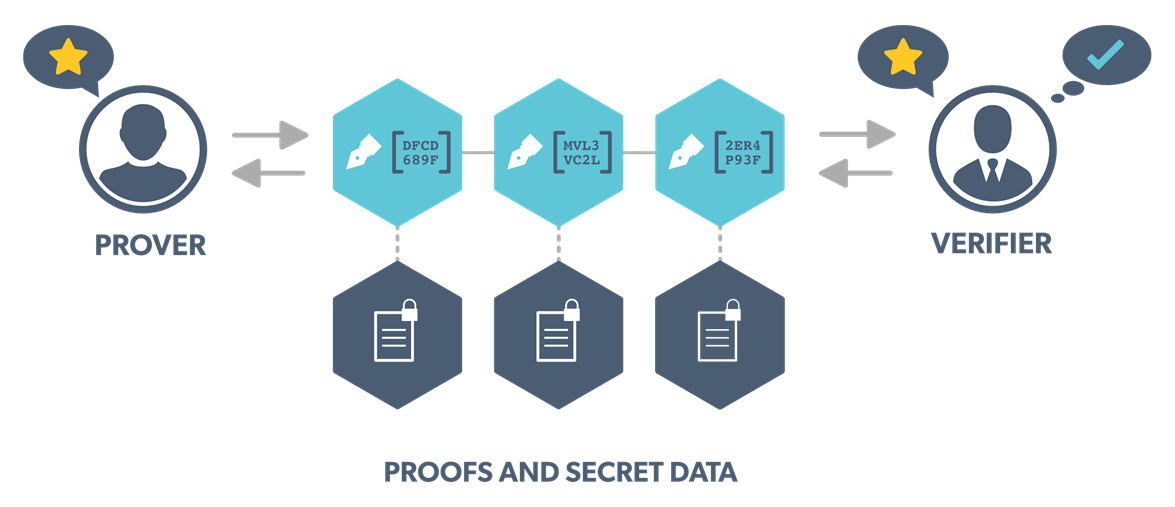 DFCD
689F
MVL3
VC2L
2ER4
P93F
PROVER
VERIFIER
PROOFS AND SECRET DATA